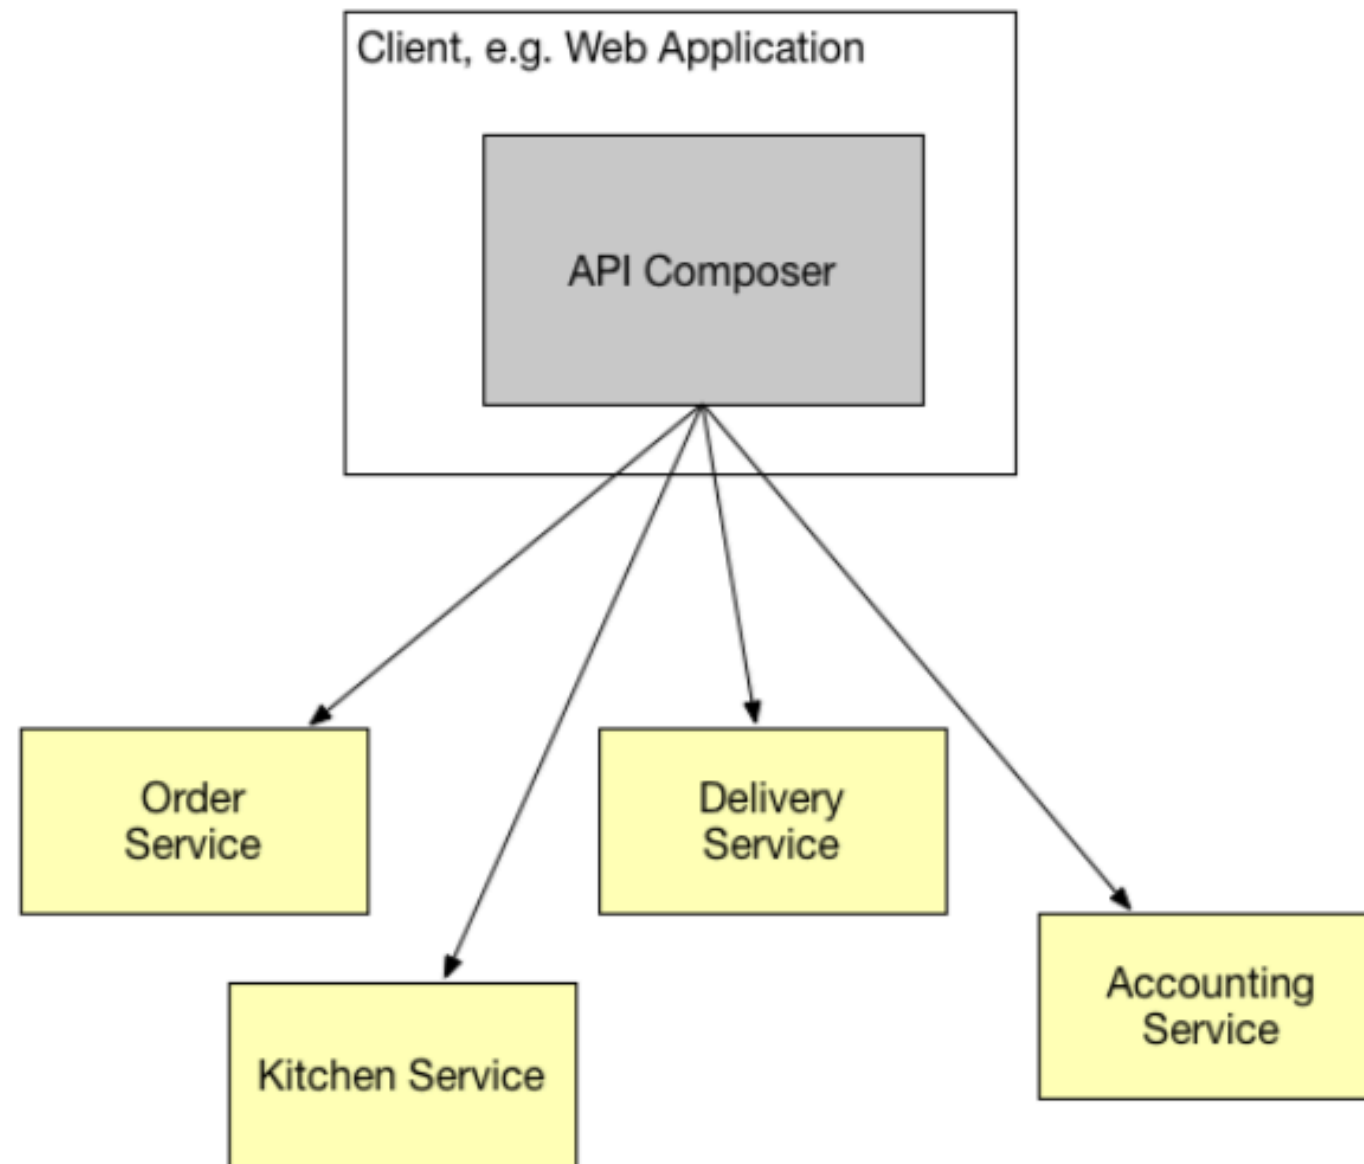 Client, e.g. Web Application
API Composer
Order
Service
Delivery
Service
Accounting
Service
Kitchen Service